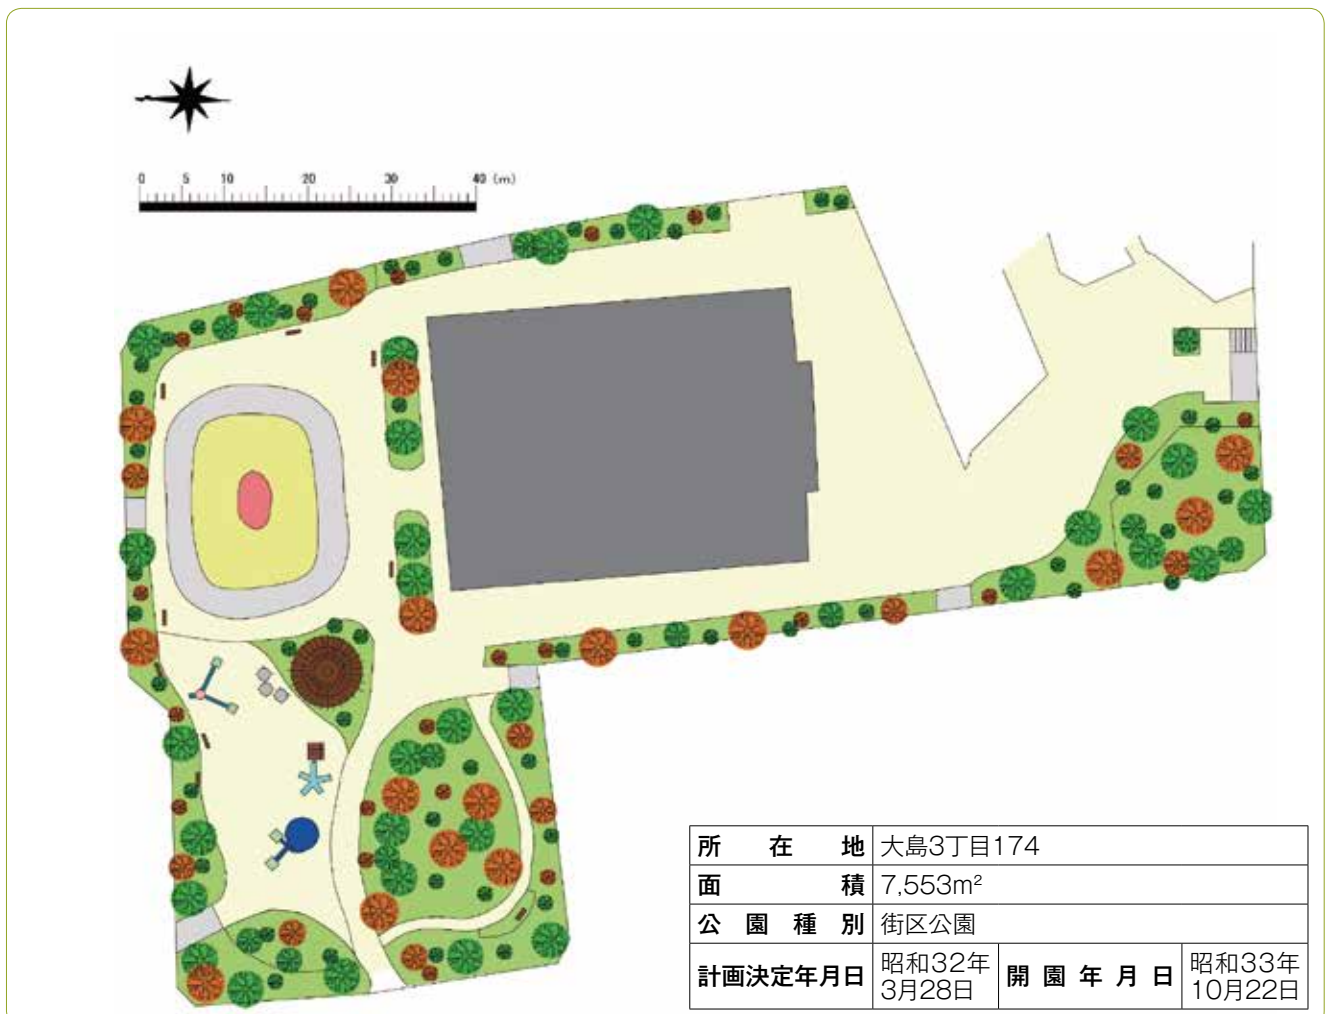 0 5 10 20 30 40 (m)
所在地 大島3丁目174
面積 7,553m²
公園種別 街区公園
計画決定年月日 昭和32年3月28日 開園年月日 昭和33年10月22日